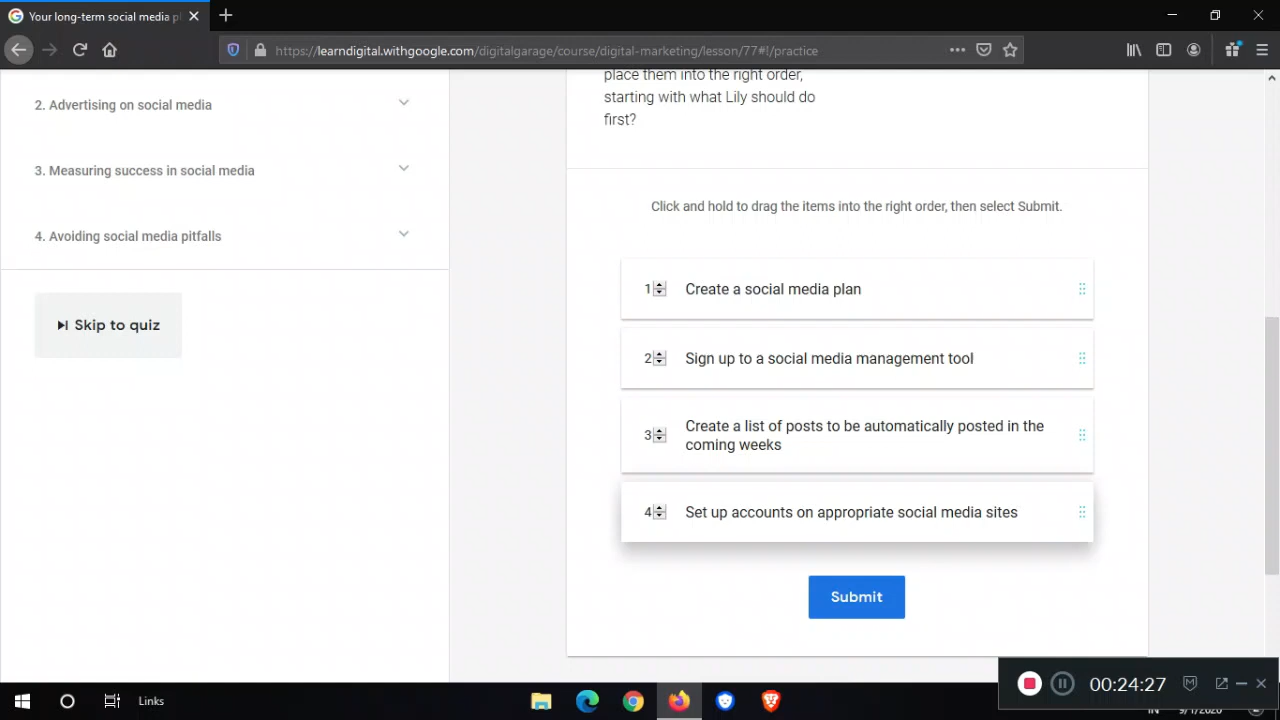 Your long-term social media pl
https://learndigital.withgoogle.com/digitalgarage/course/digital-marketing/lesson/77#!/practice
2. Advertising on social media
3. Measuring success in social media
4. Avoiding social media pitfalls
Skip to quiz
place them into the right order,
starting with what Lily should do
first?
Click and hold to drag the items into the right order, then select Submit.
1 Create a social media plan
2 Sign up to a social media management tool
3 Create a list of posts to be automatically posted in the
coming weeks
4 Set up accounts on appropriate social media sites
Submit
00:24:27
Links
IN 9/1/2020